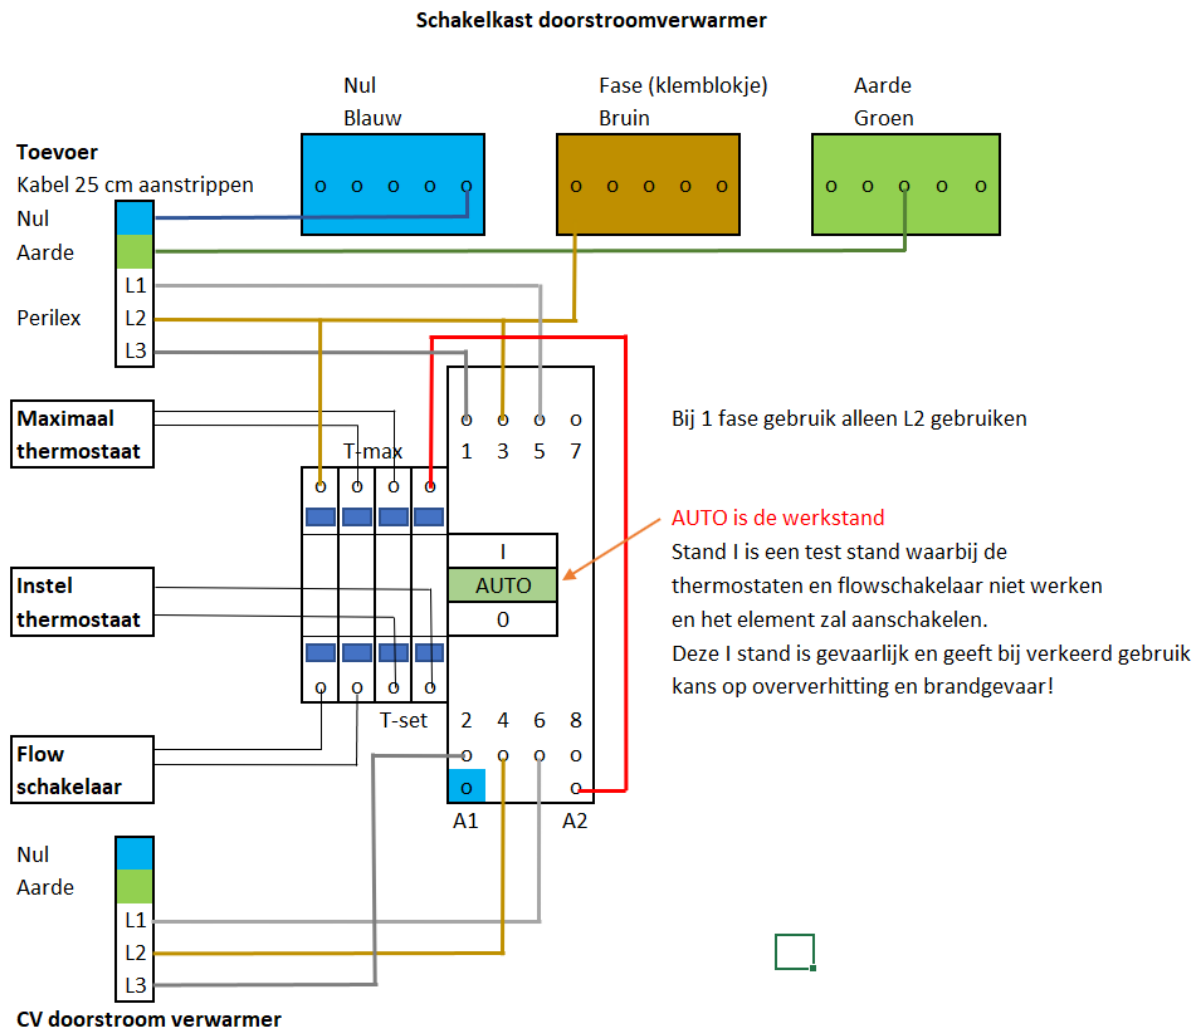 Schakelkast doorstroomverwarmer
Nul
Blauw
Fase (klemblokje)
Bruin
Aarde
Groen
Toevoer
Kabel 25 cm aanstrippen
o o o o o
o o o o o
o o o o o
Nul
Aarde
L1
Perilex
L2
L3
Maximaal
thermostaat
T-max
o o o o
o o o o
1 3 5 7
Bij 1 fase gebruik alleen L2 gebruiken
AUTO is de werkstand
Stand I is een test stand waarbij de
thermostaten en flowschakelaar niet werken
en het element zal aanschakelen.
Deze I stand is gevaarlijk en geeft bij verkeerd gebruik
kans op oververhitting en brandgevaar!
I
AUTO
0
Instel
thermostaat
o o o o
T-set
2 4 6 8
o o o o
o o
A1 A2
Flow
schakelaar
Nul
Aarde
L1
L2
L3
CV doorstroom verwarmer